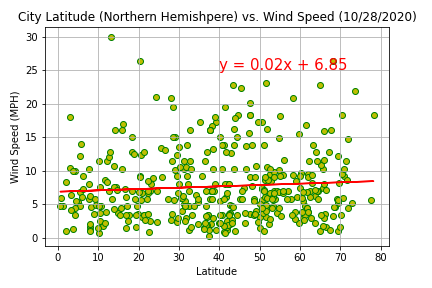 City Latitude (Northern Hemishpere) vs. Wind Speed (10/28/2020)
y = 0.02x + 6.85
30
25
20
15
10
5
0
Wind Speed (MPH)
0 10 20 30 40 50 60 70 80
Latitude